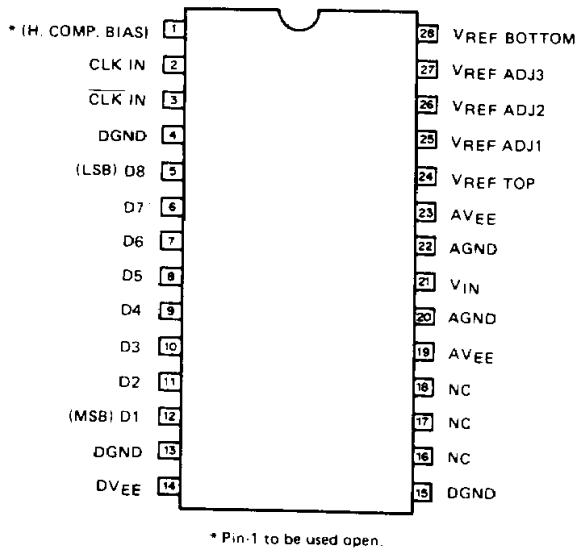 * (H. COMP. BIAS) 1
CLK IN 2
C̅L̅K̅ IN 3
DGND 4
(LSB) D8 5
D7 6
D6 7
D5 8
D4 9
D3 10
D2 11
(MSB) D1 12
DGND 13
DVEE 14
28 VREF BOTTOM
27 VREF ADJ3
26 VREF ADJ2
25 VREF ADJ1
24 VREF TOP
23 AVEE
22 AGND
21 VIN
20 AGND
19 AVEE
18 NC
17 NC
16 NC
15 DGND
* Pin-1 to be used open.